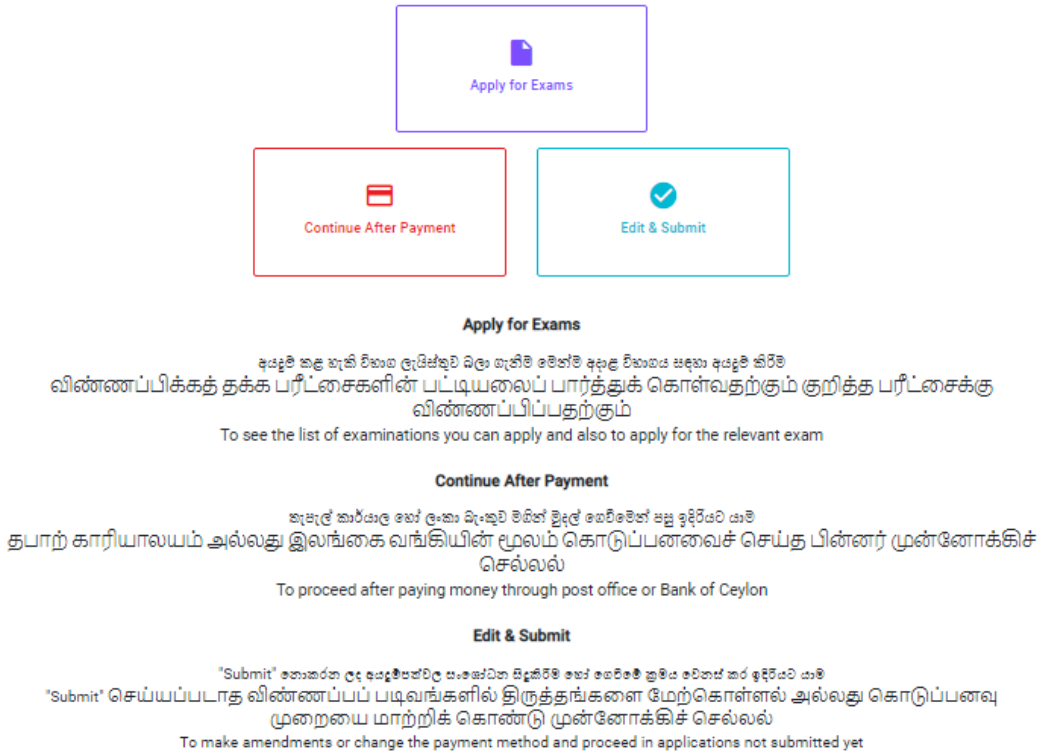 Apply for Exams
Continue After Payment
Edit & Submit
Apply for Exams
අයදුම් කළ හැකි විභාග ලැයිස්තුව බලා ගැනීම මෙන්ම අදාළ විභාගය සඳහා අයදුම් කිරීම
விண்ணப்பிக்கத் தக்க பரீட்சைகளின் பட்டியலைப் பார்த்துக் கொள்வதற்கும் குறித்த பரீட்சைக்கு
விண்ணப்பிப்பதற்கும்
To see the list of examinations you can apply and also to apply for the relevant exam
Continue After Payment
තැපැල් කාර්යාල හෝ ලංකා බැංකුව මගින් මුදල් ගෙවීමෙන් පසු ඉදිරියට යාම
தபாற் காரியாலயம் அல்லது இலங்கை வங்கியின் மூலம் கொடுப்பனவைச் செய்த பின்னர் முன்னோக்கிச்
செல்லல்
To proceed after paying money through post office or Bank of Ceylon
Edit & Submit
"Submit" නොකරන ලද අයදුම්පත්වල සංශෝධන සිදුකිරීම හෝ ගෙවීමේ ක්‍රමය වෙනස් කර ඉදිරියට යාම
"Submit" செய்யப்படாத விண்ணப்பப் படிவங்களில் திருத்தங்களை மேற்கொள்ளல் அல்லது கொடுப்பனவு
முறையை மாற்றிக் கொண்டு முன்னோக்கிச் செல்லல்
To make amendments or change the payment method and proceed in applications not submitted yet